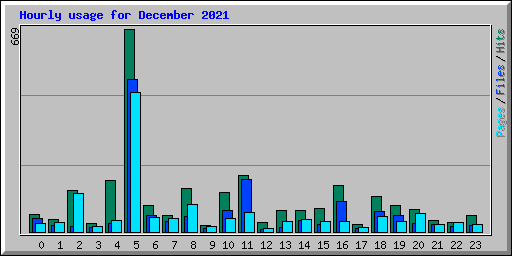 Hourly usage for December 2021
669
Pages/Files/Hits
0 1 2 3 4 5 6 7 8 9 10 11 12 13 14 15 16 17 18 19 20 21 22 23